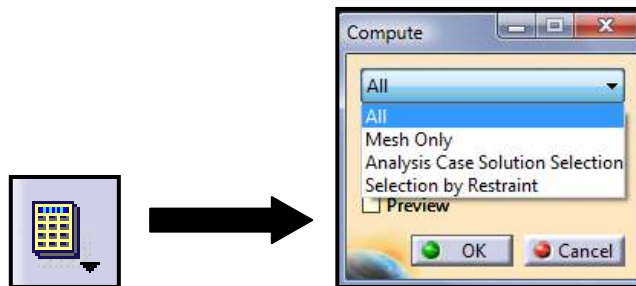 Compute
All
All
Mesh Only
Analysis Case Solution Selection
Selection by Restraint
Preview
OK Cancel